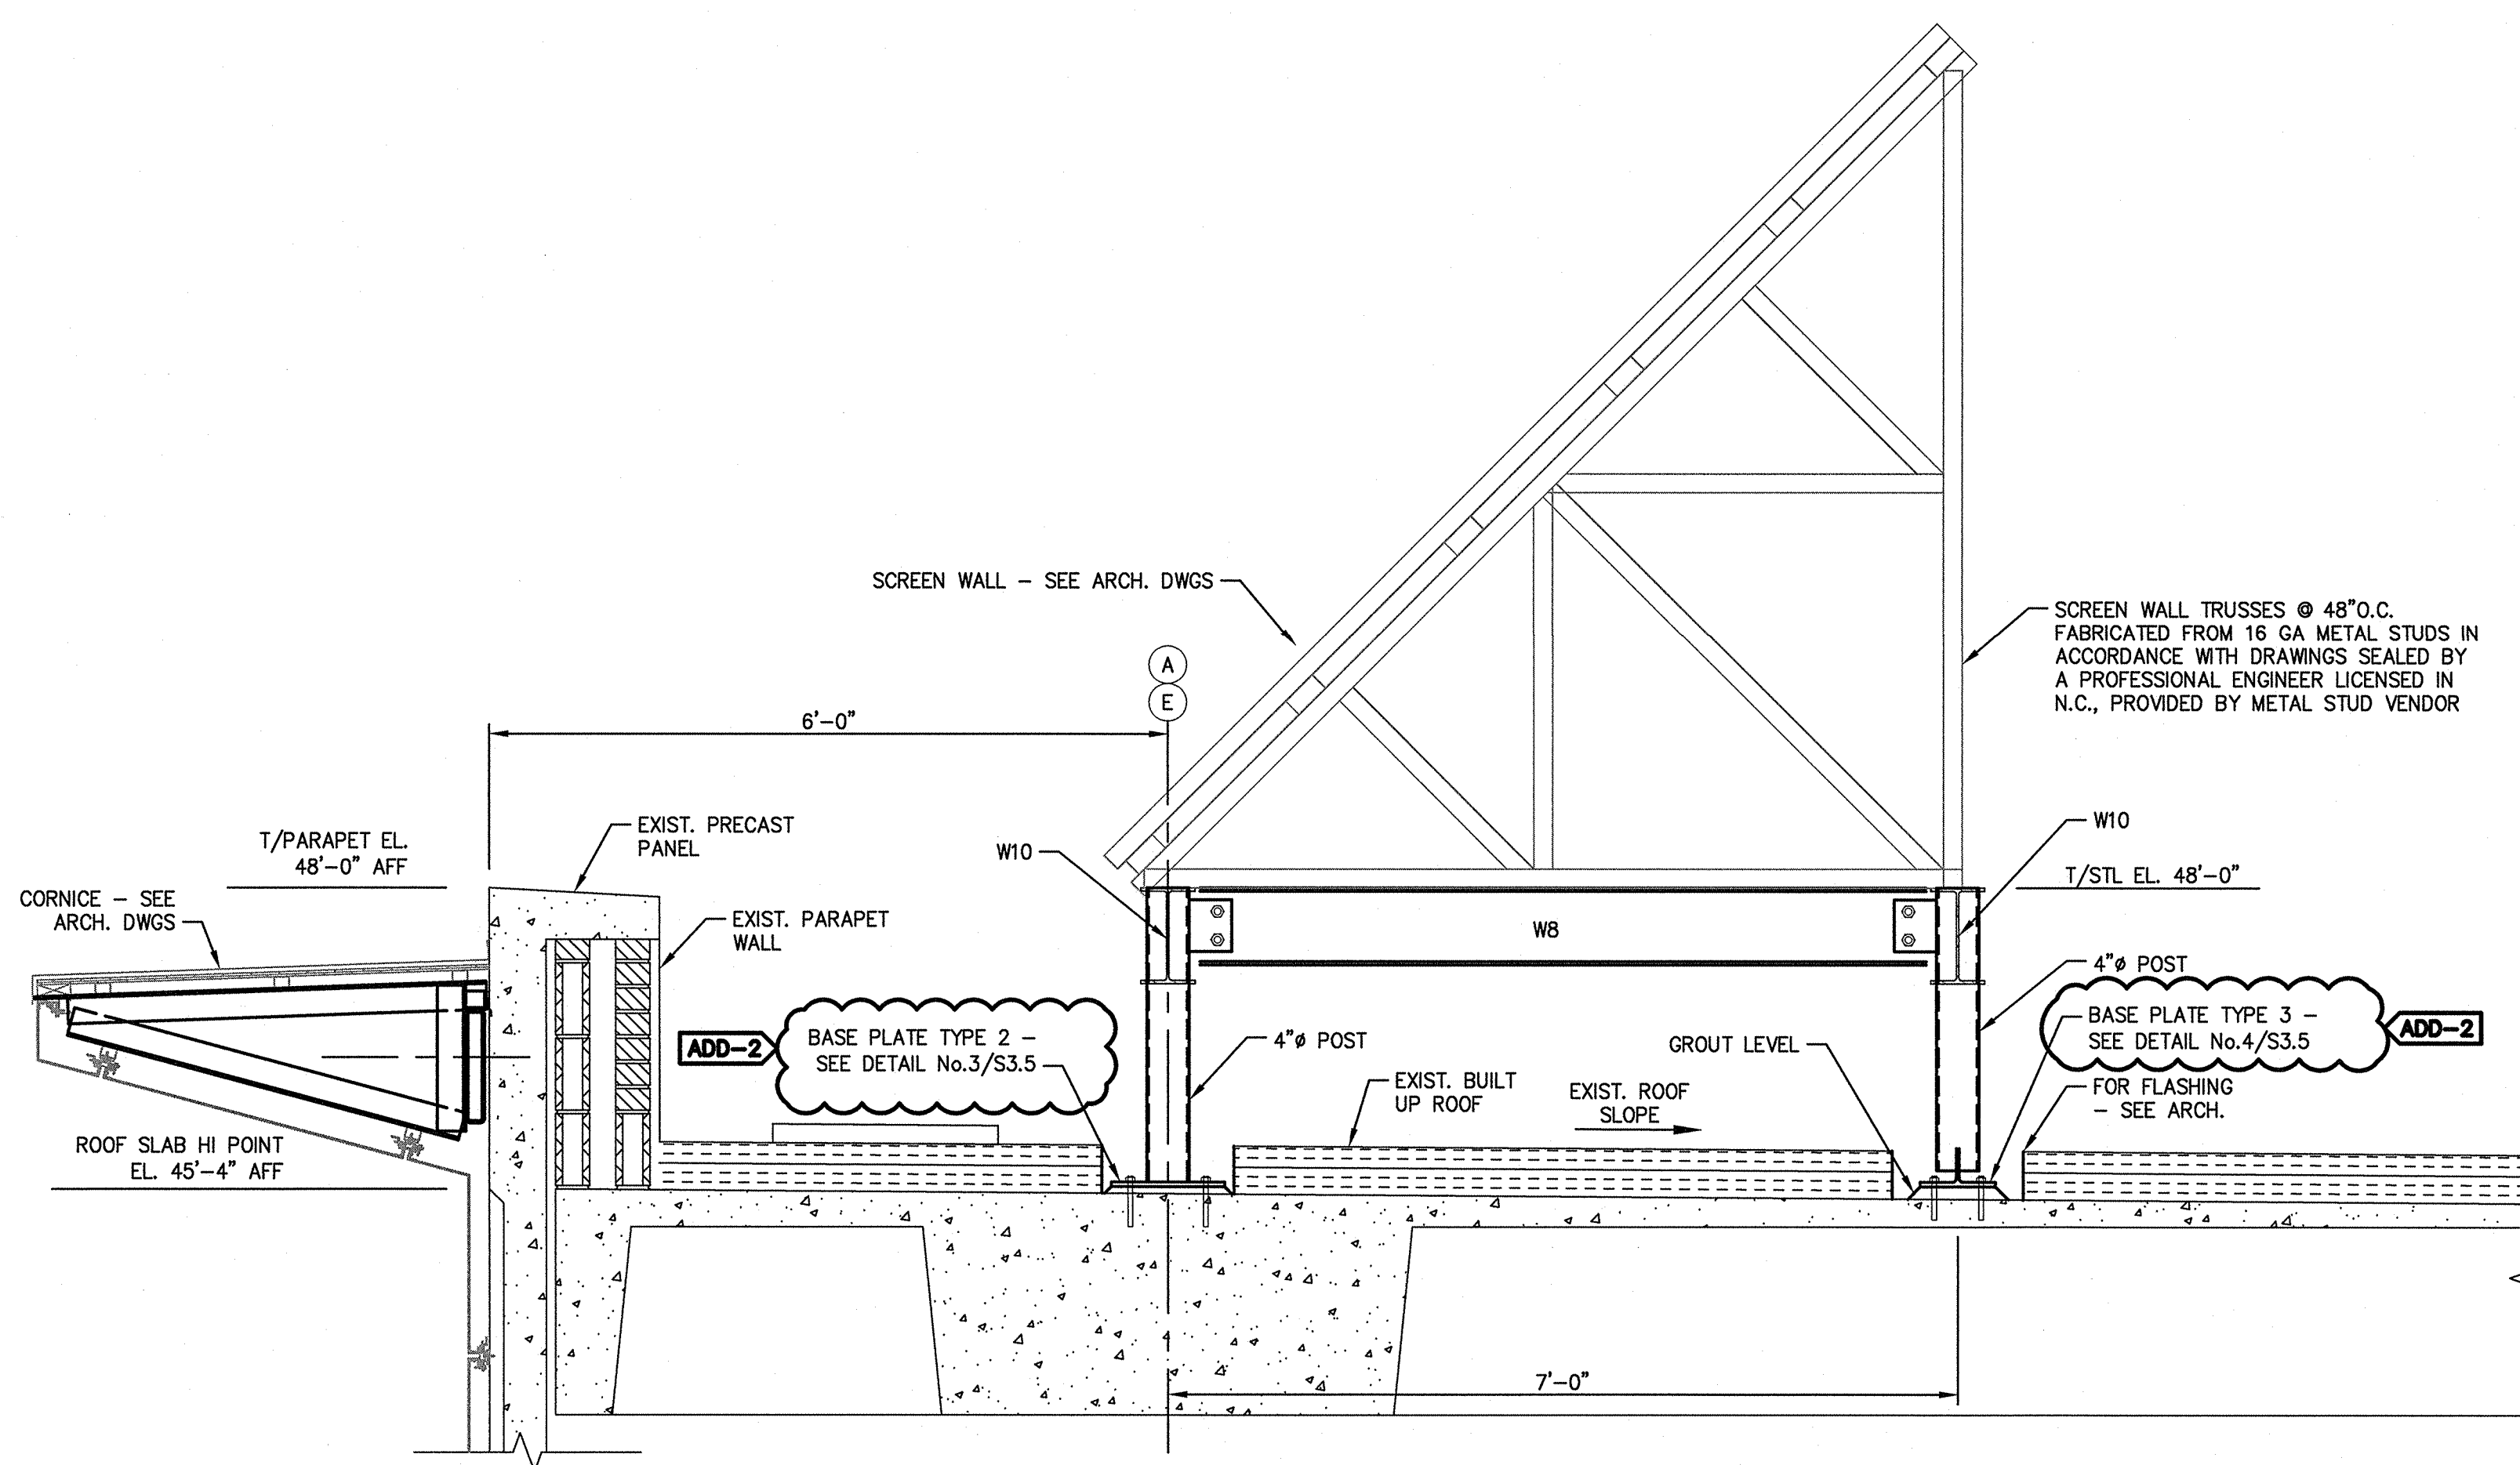 SCREEN WALL - SEE ARCH. DWGS
SCREEN WALL TRUSSES @ 48"O.C.
FABRICATED FROM 16 GA METAL STUDS IN
ACCORDANCE WITH DRAWINGS SEALED BY
A PROFESSIONAL ENGINEER LICENSED IN
N.C., PROVIDED BY METAL STUD VENDOR
A
E
6'-0"
T/PARAPET EL.
48'-0" AFF
EXIST. PRECAST
PANEL
W10
W10
T/STL EL. 48'-0"
CORNICE - SEE
ARCH. DWGS
EXIST. PARAPET
WALL
W8
4"ø POST
ADD-2
BASE PLATE TYPE 2 -
SEE DETAIL No.3/S3.5
4"ø POST
GROUT LEVEL
BASE PLATE TYPE 3 -
SEE DETAIL No.4/S3.5
ADD-2
EXIST. BUILT
UP ROOF
EXIST. ROOF
SLOPE
FOR FLASHING
- SEE ARCH.
ROOF SLAB HI POINT
EL. 45'-4" AFF
7'-0"